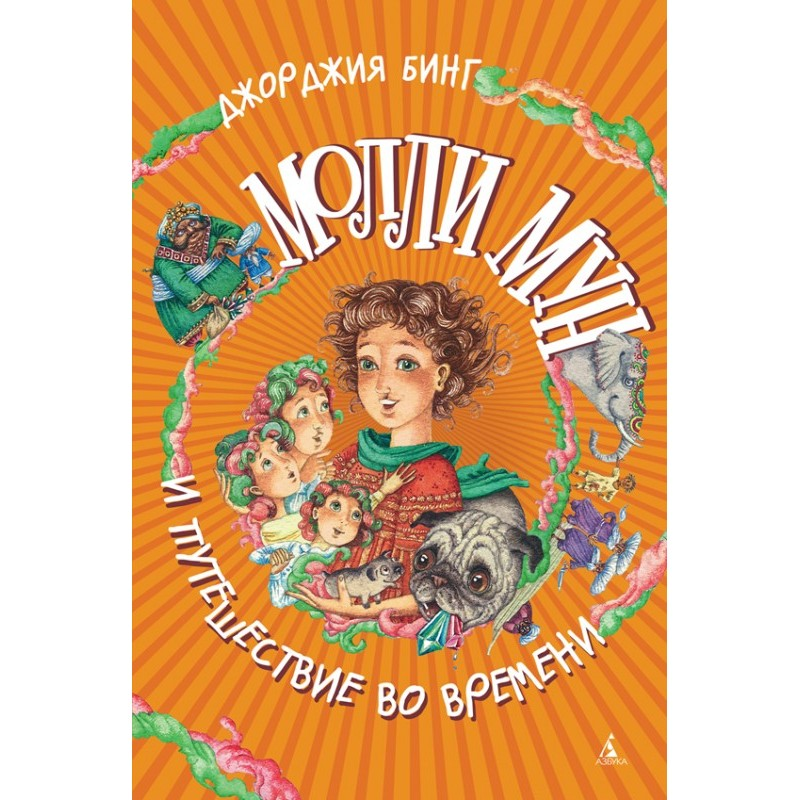 ДЖОРДЖИЯ БИНГ
МОЛЛИ МУН
И ПУТЕШЕСТВИЕ ВО ВРЕМЕНИ
АЗБУКА